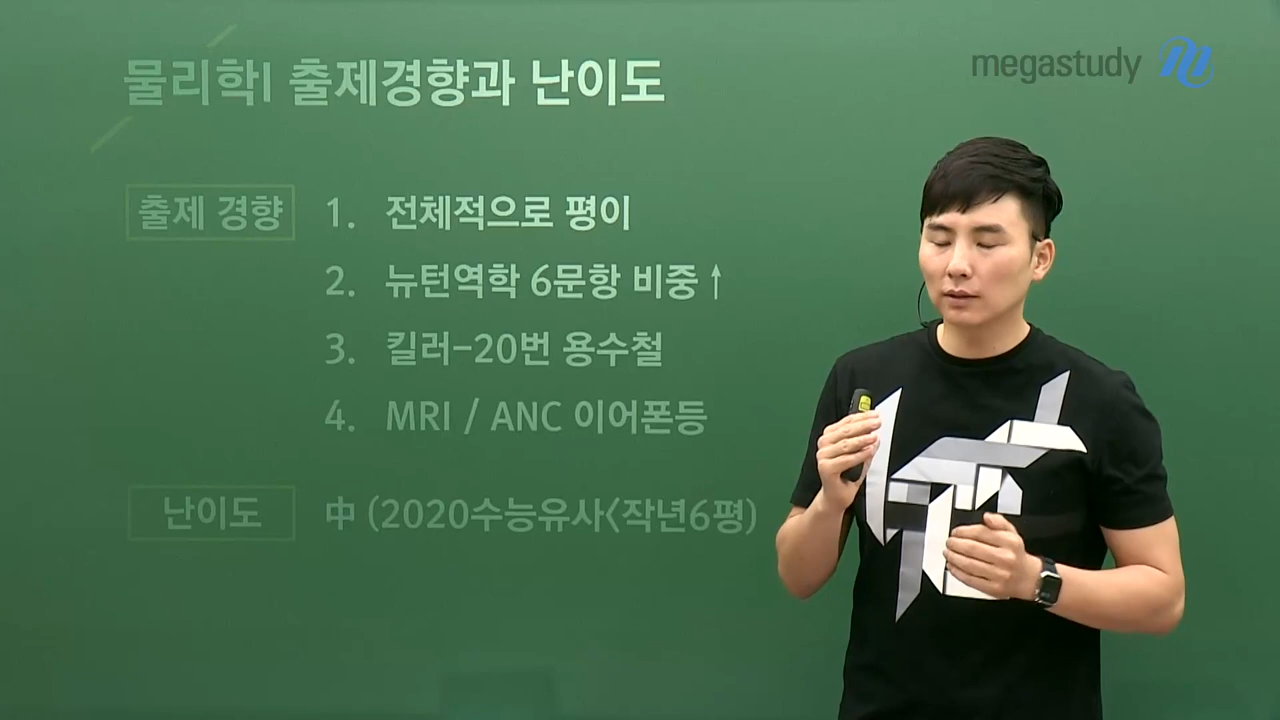 물리학Ⅰ 출제경향과 난이도
megastudy
출제 경향 1. 전체적으로 평이
2. 뉴턴역학 6문항 비중↑
3. 킬러-20번 용수철
4. MRI / ANC 이어폰등
난이도 中 (2020수능유사<작년6평)